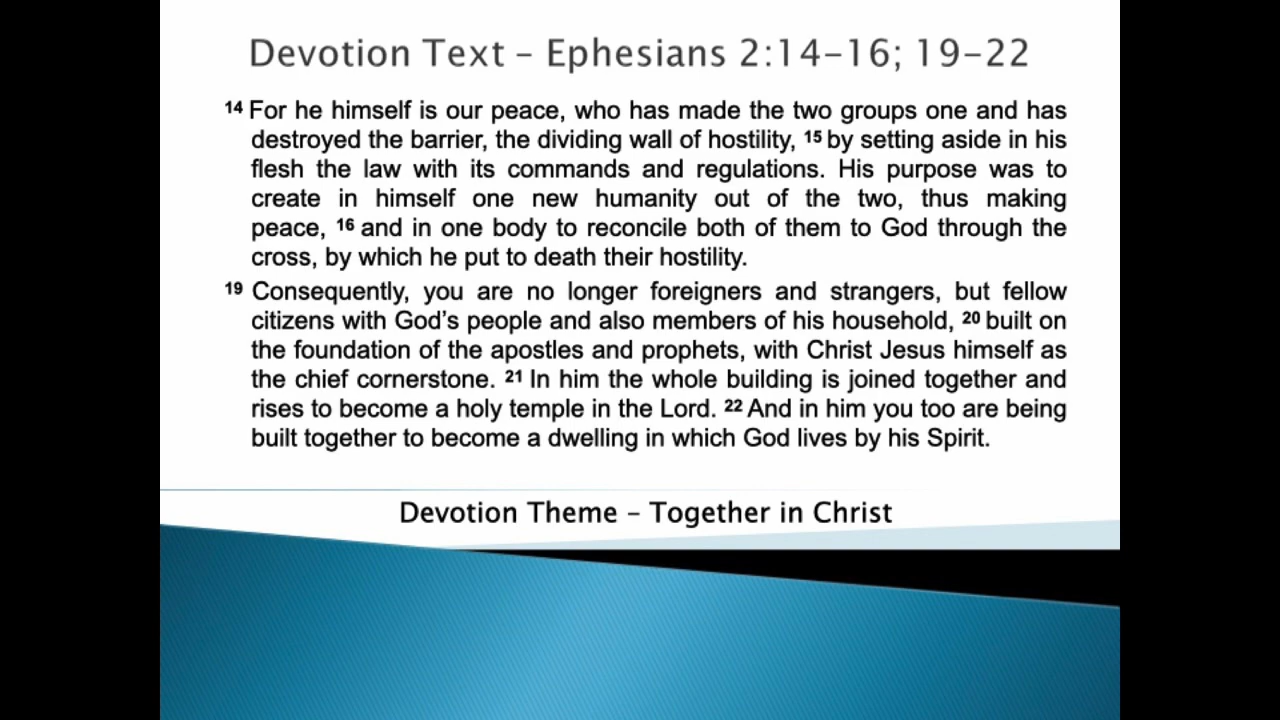 Devotion Text – Ephesians 2:14-16; 19-22
14 For he himself is our peace, who has made the two groups one and has
destroyed the barrier, the dividing wall of hostility, 15 by setting aside in his
flesh the law with its commands and regulations. His purpose was to
create in himself one new humanity out of the two, thus making
peace, 16 and in one body to reconcile both of them to God through the
cross, by which he put to death their hostility.
19 Consequently, you are no longer foreigners and strangers, but fellow
citizens with God's people and also members of his household, 20 built on
the foundation of the apostles and prophets, with Christ Jesus himself as
the chief cornerstone. 21 In him the whole building is joined together and
rises to become a holy temple in the Lord. 22 And in him you too are being
built together to become a dwelling in which God lives by his Spirit.
Devotion Theme – Together in Christ